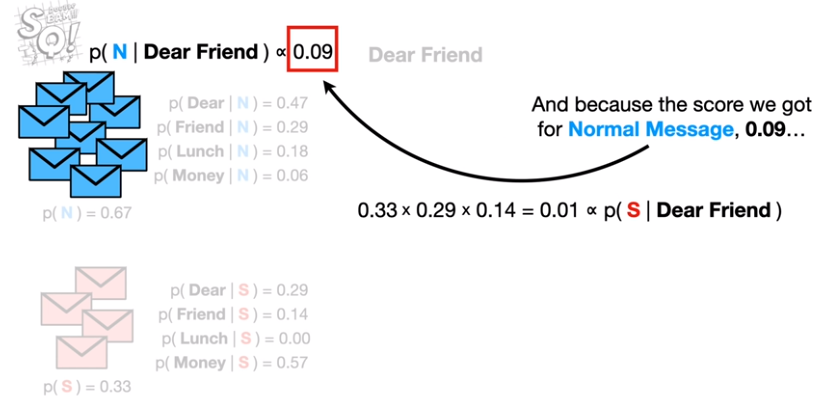 p( N | Dear Friend ) ∝ 0.09
Dear Friend
p( Dear | N ) = 0.47
p( Friend | N ) = 0.29
p( Lunch | N ) = 0.18
p( Money | N ) = 0.06
p( N ) = 0.67
And because the score we got
for Normal Message, 0.09…
0.33 x 0.29 x 0.14 = 0.01 ∝ p( S | Dear Friend )
p( Dear | S ) = 0.29
p( Friend | S ) = 0.14
p( Lunch | S ) = 0.00
p( Money | S ) = 0.57
p( S ) = 0.33